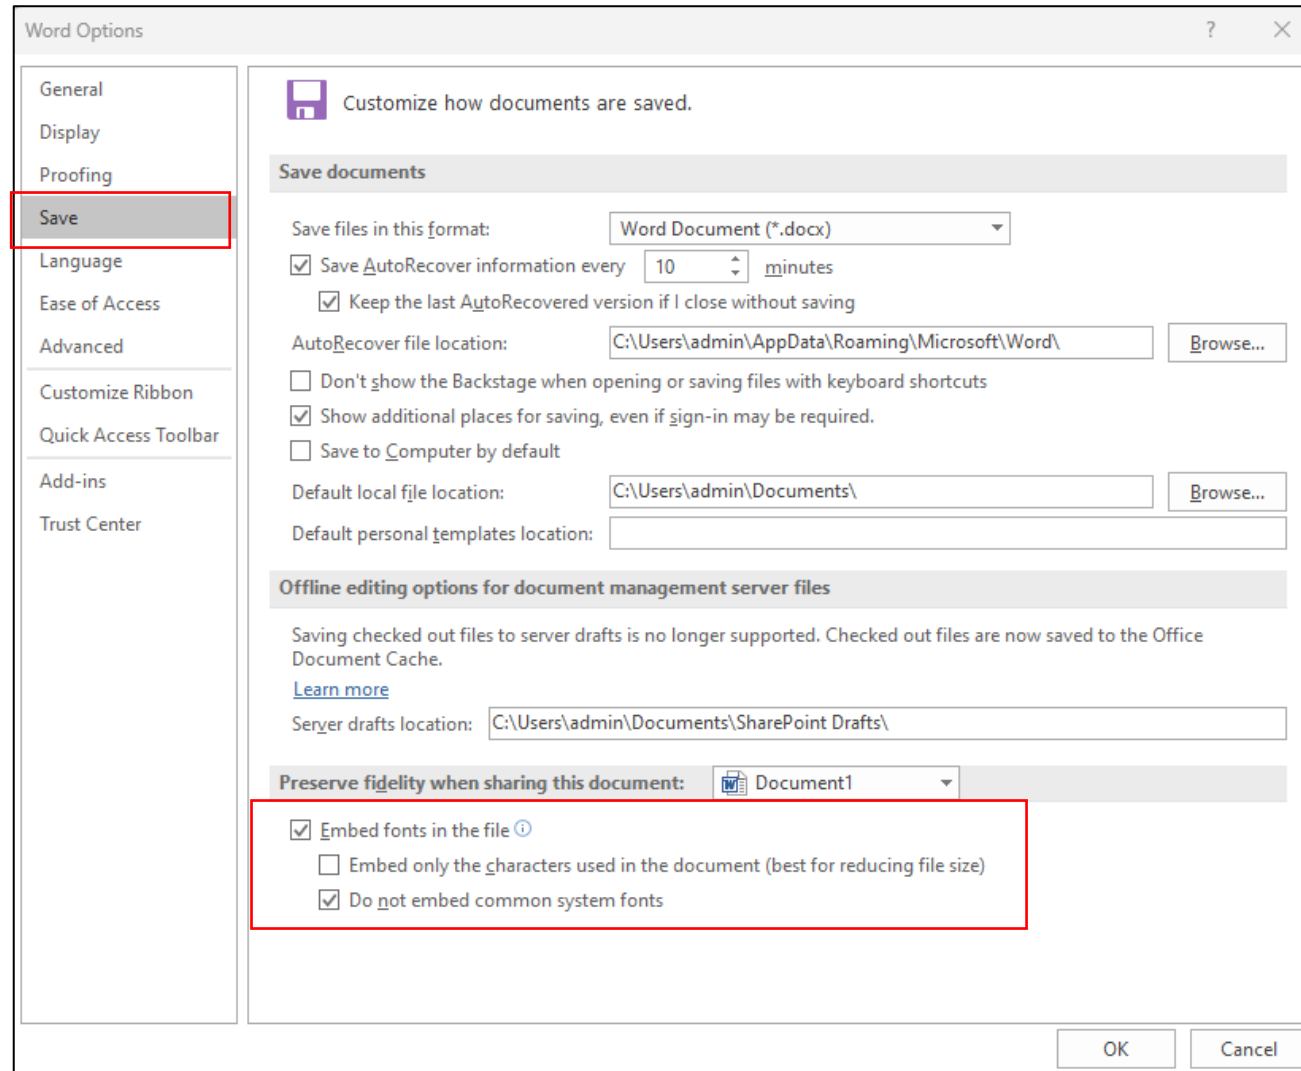 Word Options
?
General
Display
Proofing
Save
Language
Ease of Access
Advanced
Customize Ribbon
Quick Access Toolbar
Add-ins
Trust Center
Customize how documents are saved.
Save documents
Save files in this format: Word Document (*.docx)
Save AutoRecover information every 10 minutes
Keep the last AutoRecovered version if I close without saving
AutoRecover file location: C:\Users\admin\AppData\Roaming\Microsoft\Word\ Browse...
Don't show the Backstage when opening or saving files with keyboard shortcuts
Show additional places for saving, even if sign-in may be required.
Save to Computer by default
Default local file location: C:\Users\admin\Documents\ Browse...
Default personal templates location:
Offline editing options for document management server files
Saving checked out files to server drafts is no longer supported. Checked out files are now saved to the Office
Document Cache.
Learn more
Server drafts location: C:\Users\admin\Documents\SharePoint Drafts\
Preserve fidelity when sharing this document: Document1
Embed fonts in the file
Embed only the characters used in the document (best for reducing file size)
Do not embed common system fonts
OK Cancel